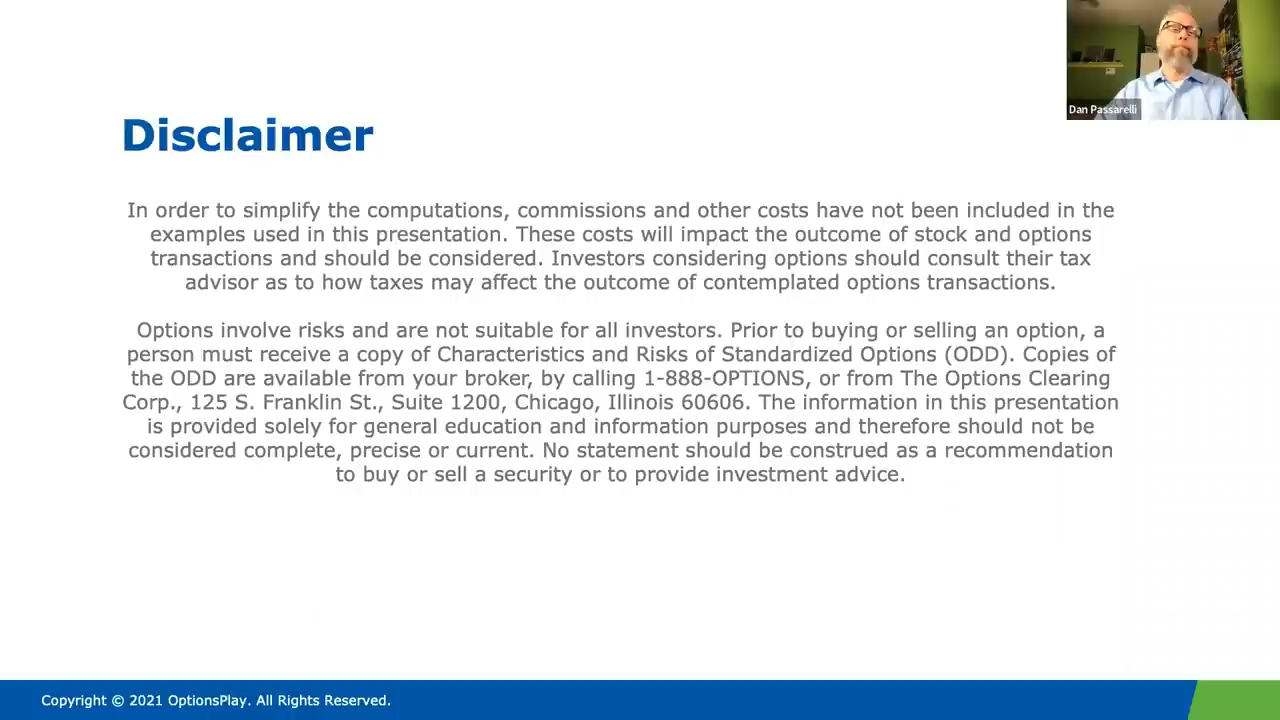 Dan Passarelli
Disclaimer
In order to simplify the computations, commissions and other costs have not been included in the
examples used in this presentation. These costs will impact the outcome of stock and options
transactions and should be considered. Investors considering options should consult their tax
advisor as to how taxes may affect the outcome of contemplated options transactions.
Options involve risks and are not suitable for all investors. Prior to buying or selling an option, a
person must receive a copy of Characteristics and Risks of Standardized Options (ODD). Copies of
the ODD are available from your broker, by calling 1-888-OPTIONS, or from The Options Clearing
Corp., 125 S. Franklin St., Suite 1200, Chicago, Illinois 60606. The information in this presentation
is provided solely for general education and information purposes and therefore should not be
considered complete, precise or current. No statement should be construed as a recommendation
to buy or sell a security or to provide investment advice.
Copyright © 2021 OptionsPlay. All Rights Reserved.